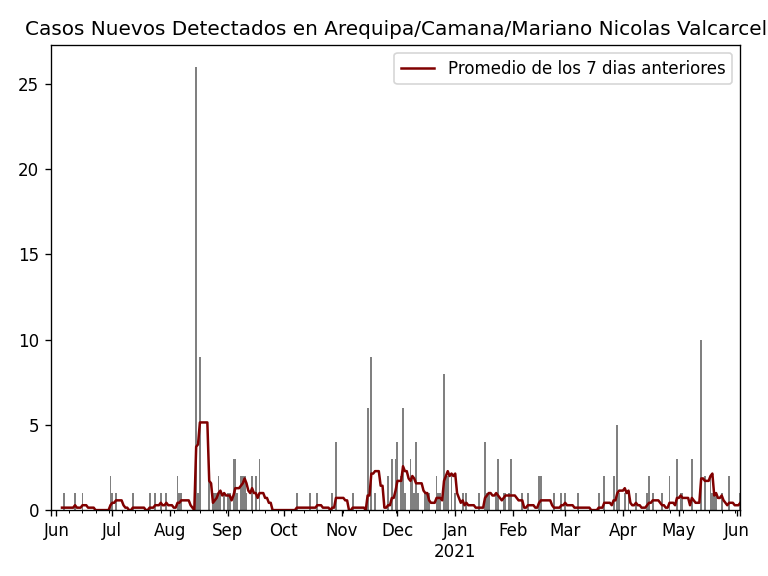 Casos Nuevos Detectados en Arequipa/Camana/Mariano Nicolas Valcarcel
Promedio de los 7 dias anteriores
25
20
15
10
5
0
Jun Jul Aug Sep Oct Nov Dec Jan Feb Mar Apr May Jun
2021